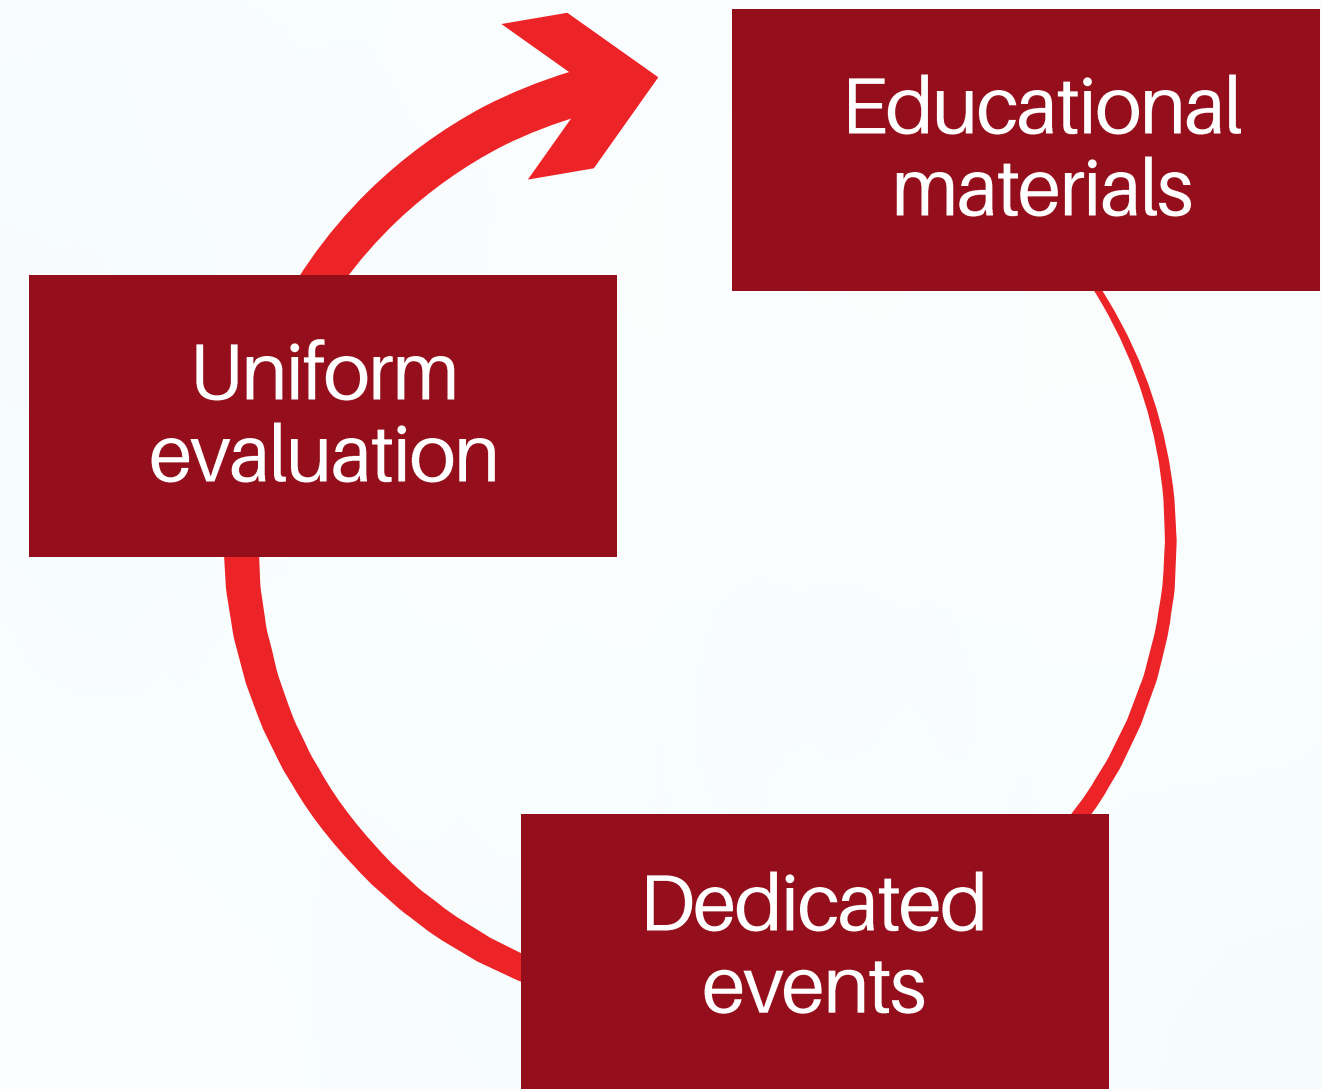 Educational
materials
Uniform
evaluation
Dedicated
events